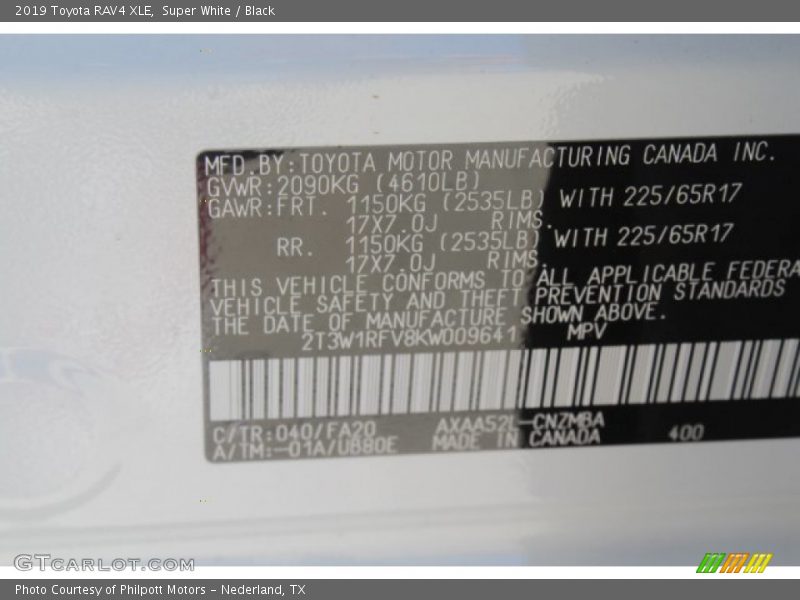 2019 Toyota RAV4 XLE, Super White / Black
MFD.BY:TOYOTA MOTOR MANUFACTURING CANADA INC.
GVWR:2090KG (4610LB)
GAWR:FRT. 1150KG (2535LB) WITH 225/65R17
17X7.0J RIMS.
RR. 1150KG (2535LB) WITH 225/65R17
17X7.0J RIMS.
THIS VEHICLE CONFORMS TO ALL APPLICABLE FEDERA
VEHICLE SAFETY AND THEFT PREVENTION STANDARDS
THE DATE OF MANUFACTURE SHOWN ABOVE.
2T3W1RFV8KW009641 MPV
C/TR:040/FA20 AXAA52L-CNZMBA
A/TM:-01A/UB80E MADE IN CANADA 400
GTCARLOT.COM
Photo Courtesy of Philpott Motors - Nederland, TX